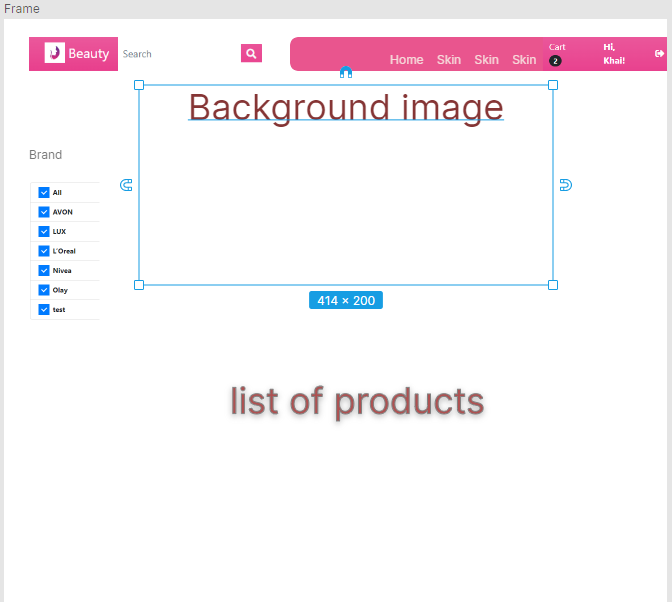 Frame
Beauty
Search
Home Skin Skin Skin
Cart
2
Hi,
Khai!
Background image
Brand
All
AVON
LUX
L'Oreal
Nivea
Olay
test
414 × 200
list of products